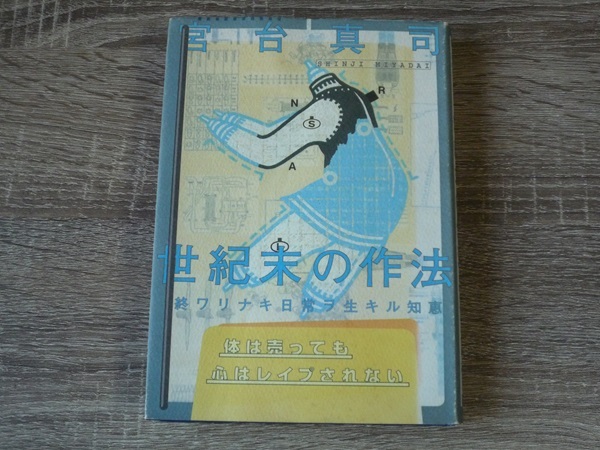 宮台真司
SHINJI MIYADAI
N
R
S
A
L
世紀末の作法
終ワリナキ日常ヲ生キル知恵
体は売っても
心はレイプされない